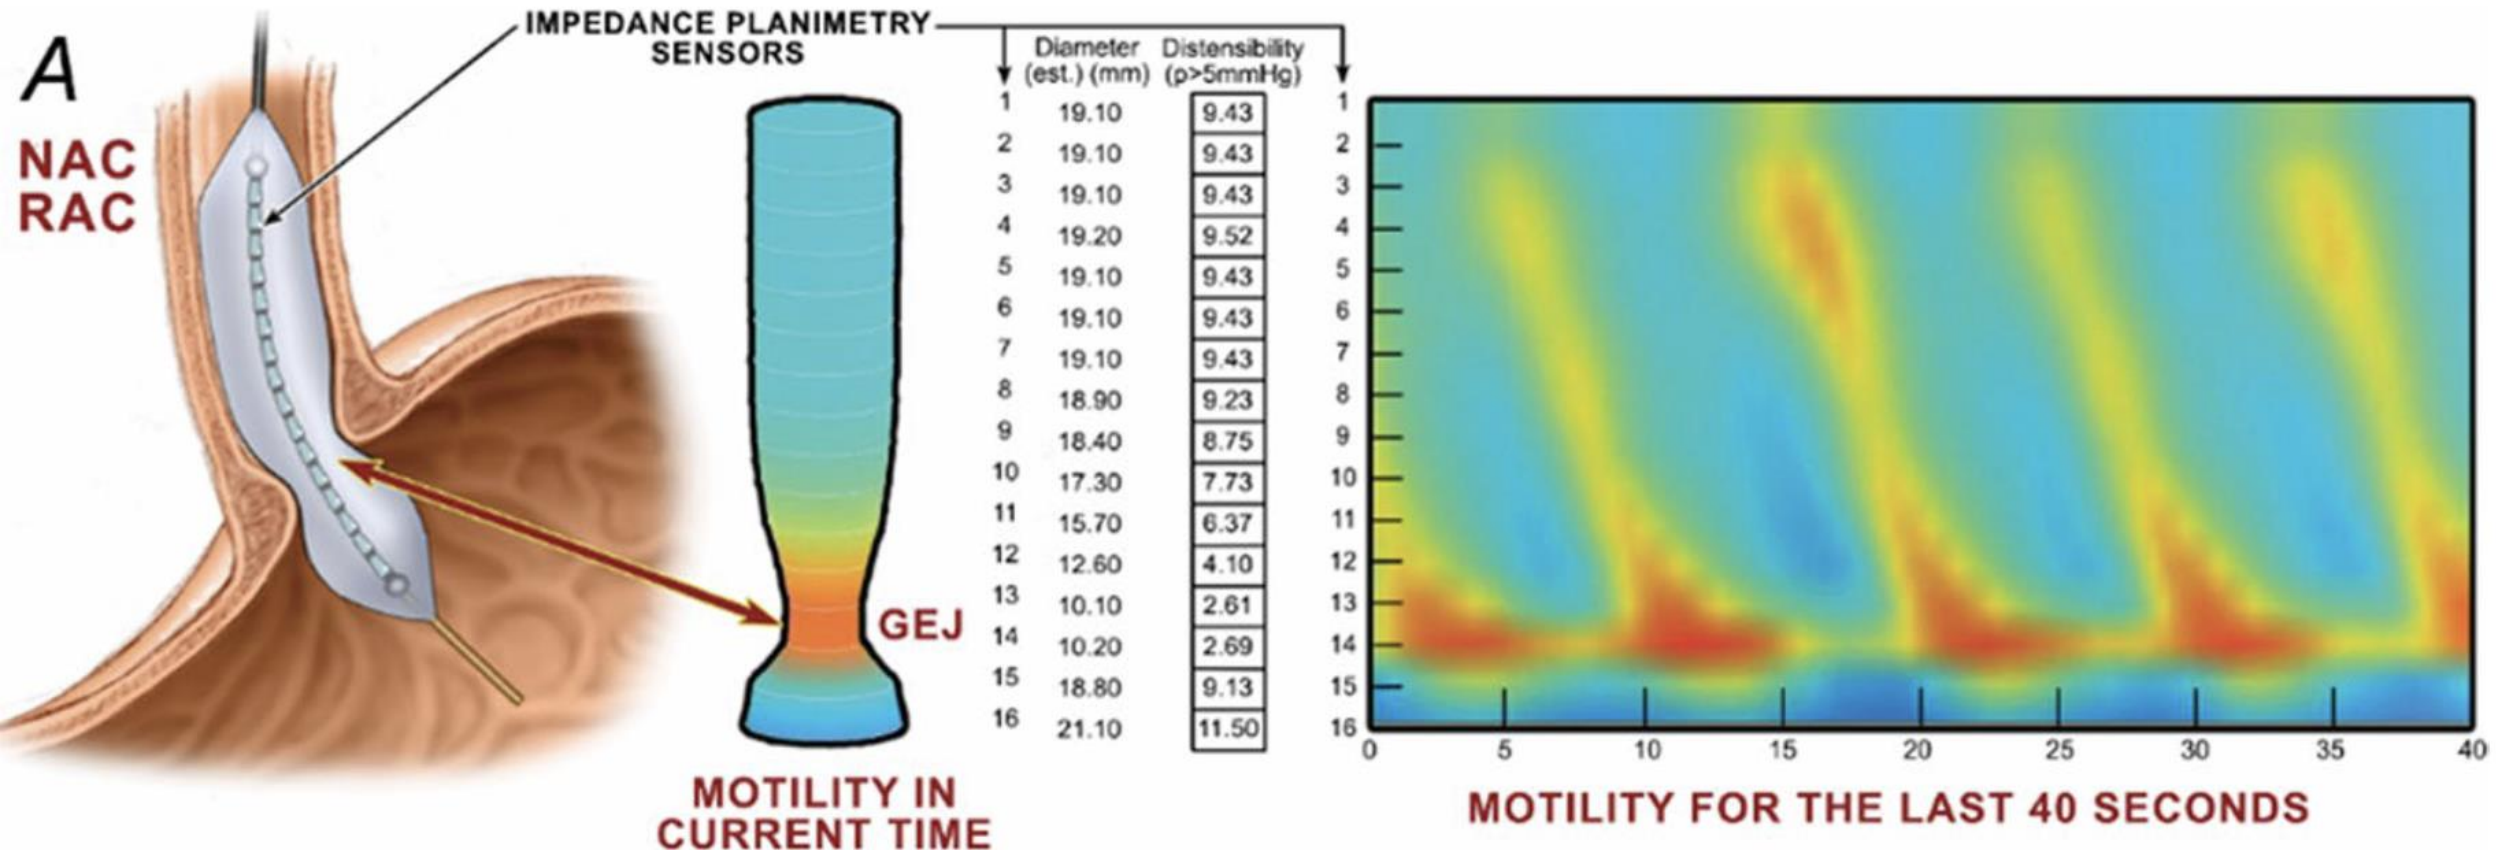 A
IMPEDANCE PLANIMETRY
SENSORS
NAC
RAC
Diameter Distensibility
(est.) (mm) (p>5mmHg)
1 19.10 9.43
2 19.10 9.43
3 19.10 9.43
4 19.20 9.52
5 19.10 9.43
6 19.10 9.43
7 19.10 9.43
8 18.90 9.23
9 18.40 8.75
10 17.30 7.73
11 15.70 6.37
12 12.60 4.10
13 10.10 2.61
14 10.20 2.69
15 18.80 9.13
16 21.10 11.50
GEJ
MOTILITY IN
CURRENT TIME
1
2
3
4
5
6
7
8
9
10
11
12
13
14
15
16
0 5 10 15 20 25 30 35 40
MOTILITY FOR THE LAST 40 SECONDS